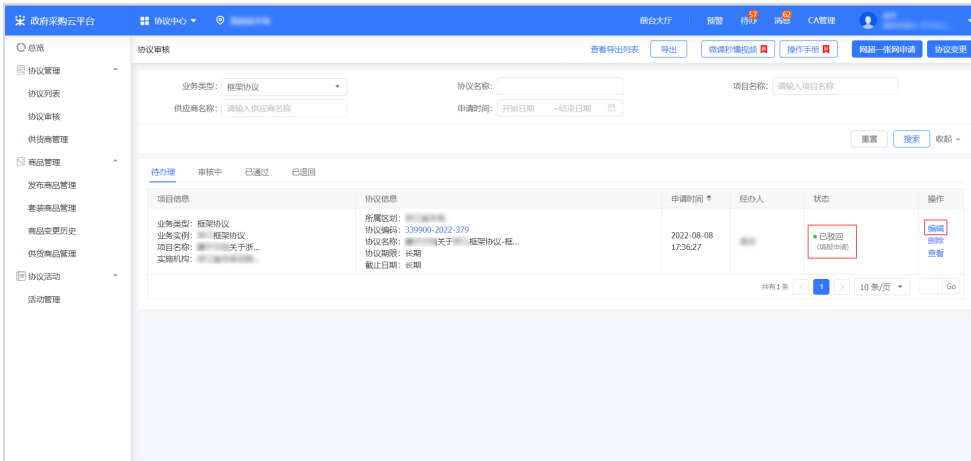 政府采购云平台
协议中心
前台大厅
预警
待办
57
消息
62
CA管理
总览
协议管理
协议列表
协议审核
供货商管理
商品管理
发布商品管理
套装商品管理
商品变更历史
供货商品管理
协议活动
活动管理
协议审核
查看导出列表
导出
微课秒懂视频
操作手册
网超一张网申请
协议变更
业务类型： 框架协议
协议名称：
项目名称： 请输入项目名称
供应商名称： 请输入供应商名称
申请时间： 开始日期 ~结束日期
重置
搜索
收起
待办理
审核中
已通过
已退回
项目信息
协议信息
申请时间
经办人
状态
操作
业务类型：框架协议
业务实例： 框架协议
项目名称： 关于浙...
实施机构：
所属区划：
协议编码：339900-2022-379
协议名称： 关于 框架协议-框...
协议期限：长期
截止日期：长期
2022-08-08
17:36:27
已驳回
(填报申请)
编辑
删除
查看
共有1条
<
1
>
10 条/页
Go